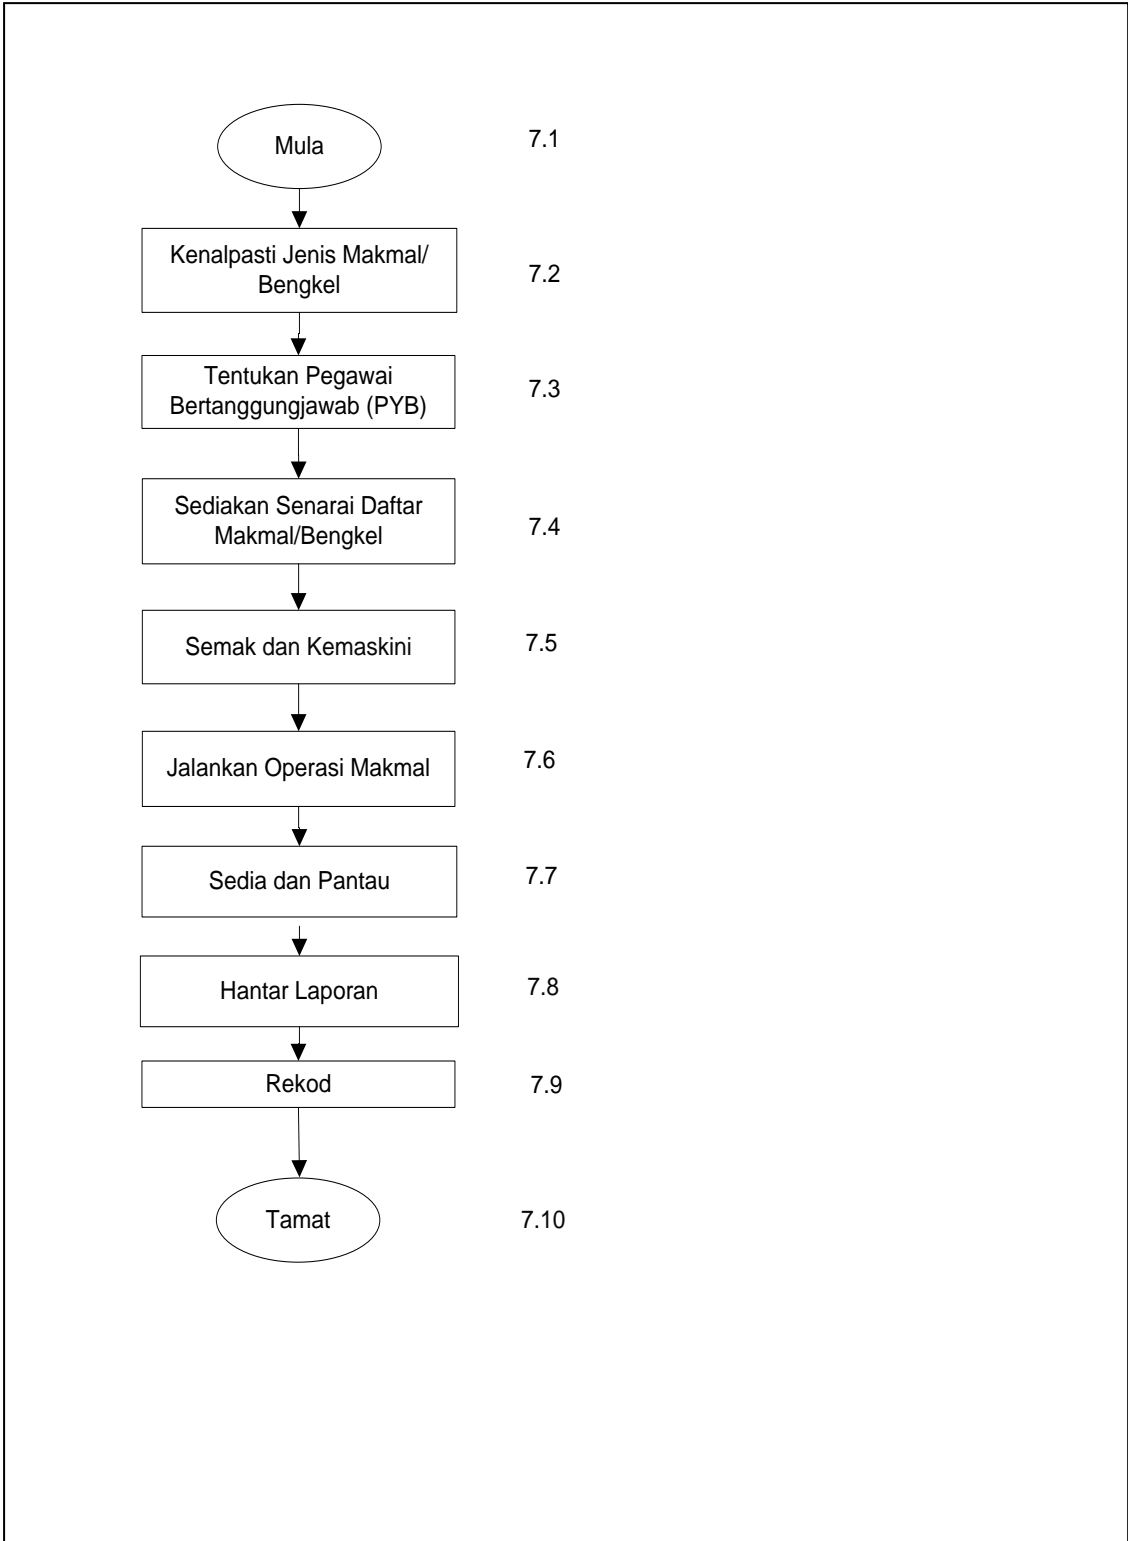 Mula
7.1
Kenalpasti Jenis Makmal/
Bengkel
7.2
Tentukan Pegawai
Bertanggungjawab (PYB)
7.3
Sediakan Senarai Daftar
Makmal/Bengkel
7.4
Semak dan Kemaskini
7.5
Jalankan Operasi Makmal
7.6
Sedia dan Pantau
7.7
Hantar Laporan
7.8
Rekod
7.9
Tamat
7.10